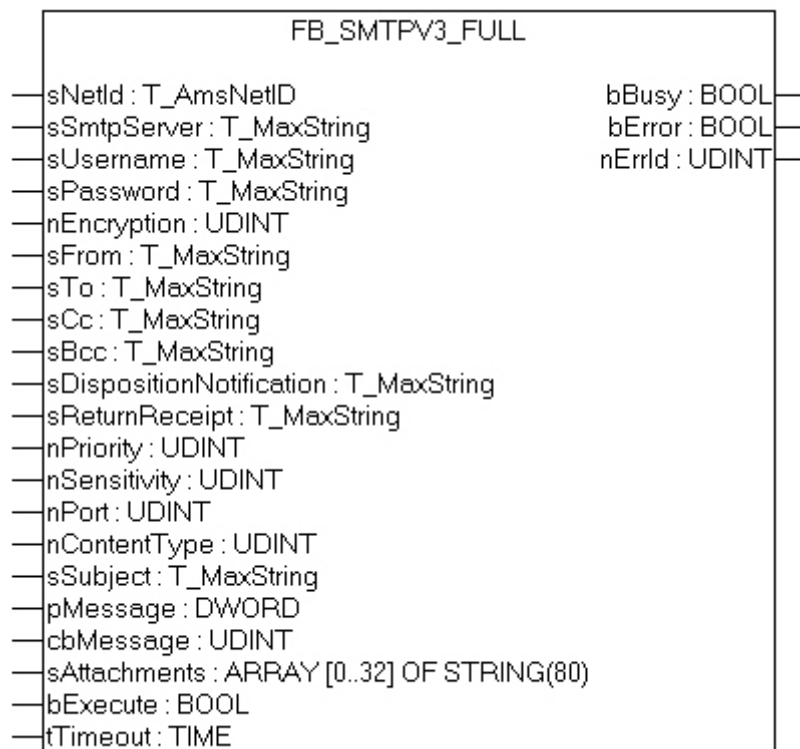 FB_SMTPV3_FULL
sNetId : T_AmsNetID bBusy : BOOL
sSmtpServer : T_MaxString bError : BOOL
sUsername : T_MaxString nErrId : UDINT
sPassword : T_MaxString
nEncryption : UDINT
sFrom : T_MaxString
sTo : T_MaxString
sCc : T_MaxString
sBcc : T_MaxString
sDispositionNotification : T_MaxString
sReturnReceipt : T_MaxString
nPriority : UDINT
nSensitivity : UDINT
nPort : UDINT
nContentType : UDINT
sSubject : T_MaxString
pMessage : DWORD
cbMessage : UDINT
sAttachments : ARRAY [0..32] OF STRING(80)
bExecute : BOOL
tTimeout : TIME